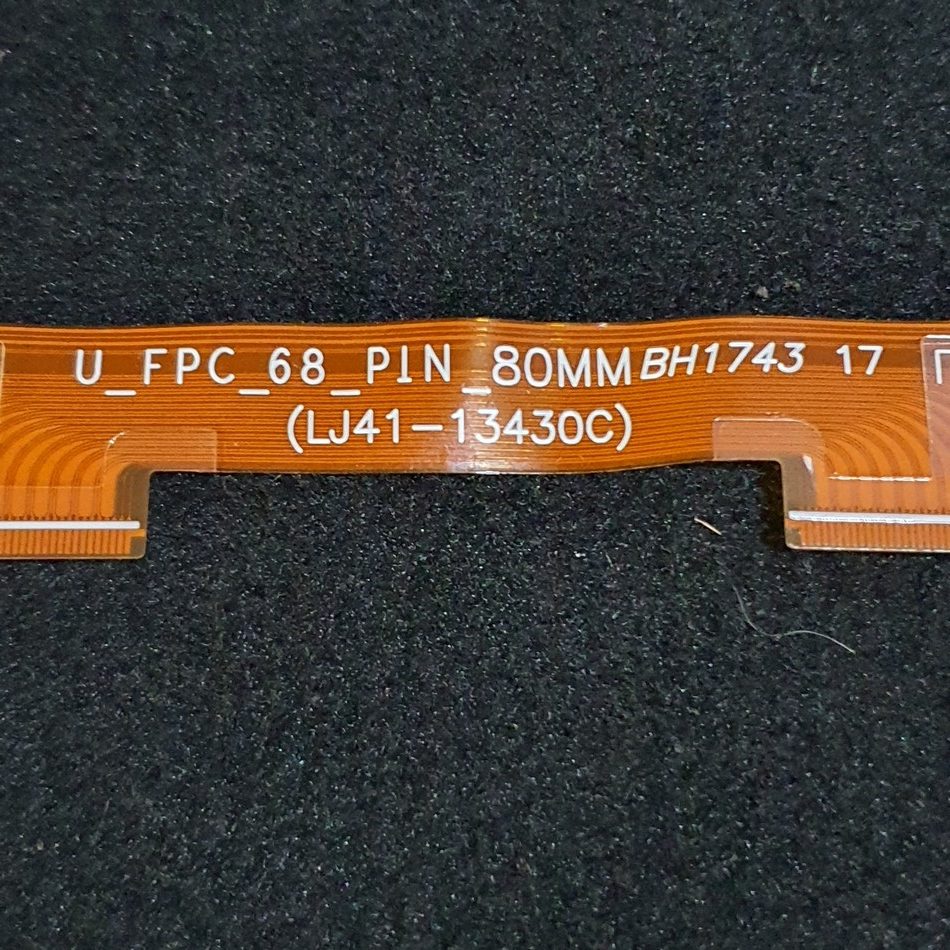 U_FPC_68_PIN_80MM BH1743 17
(LJ41-13430C)